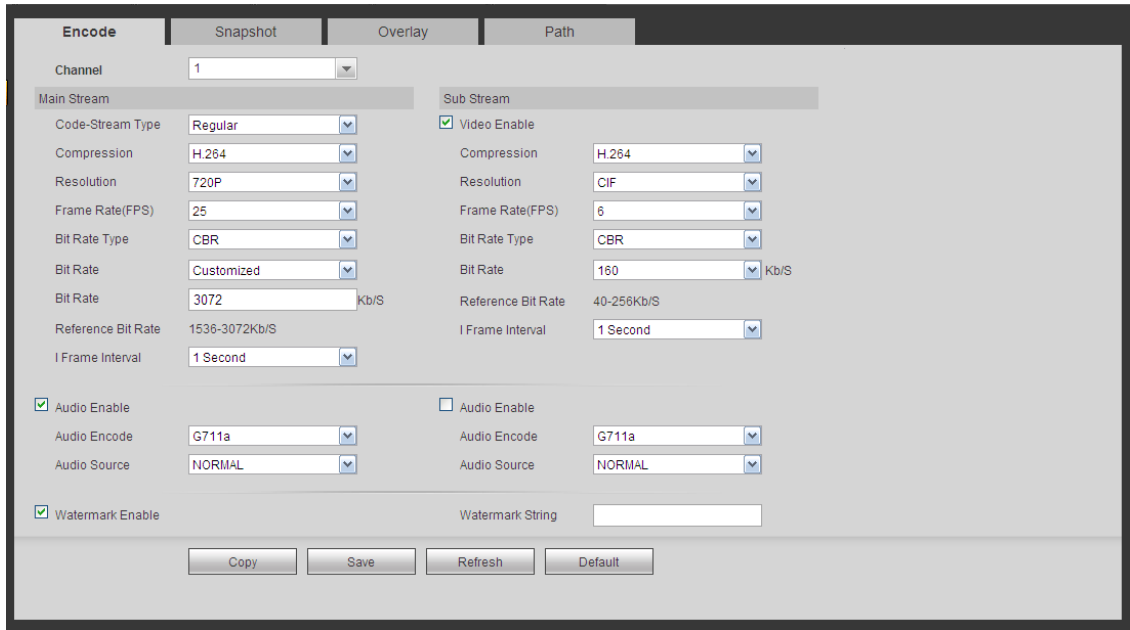 Encode Snapshot Overlay Path
Channel 1
Main Stream Sub Stream
Code-Stream Type Regular Video Enable
Compression H.264 Compression H.264
Resolution 720P Resolution CIF
Frame Rate(FPS) 25 Frame Rate(FPS) 6
Bit Rate Type CBR Bit Rate Type CBR
Bit Rate Customized Bit Rate 160 Kb/S
Bit Rate 3072 Kb/S Reference Bit Rate 40-256Kb/S
Reference Bit Rate 1536-3072Kb/S I Frame Interval 1 Second
I Frame Interval 1 Second
Audio Enable Audio Enable
Audio Encode G711a Audio Encode G711a
Audio Source NORMAL Audio Source NORMAL
Watermark Enable Watermark String
Copy Save Refresh Default